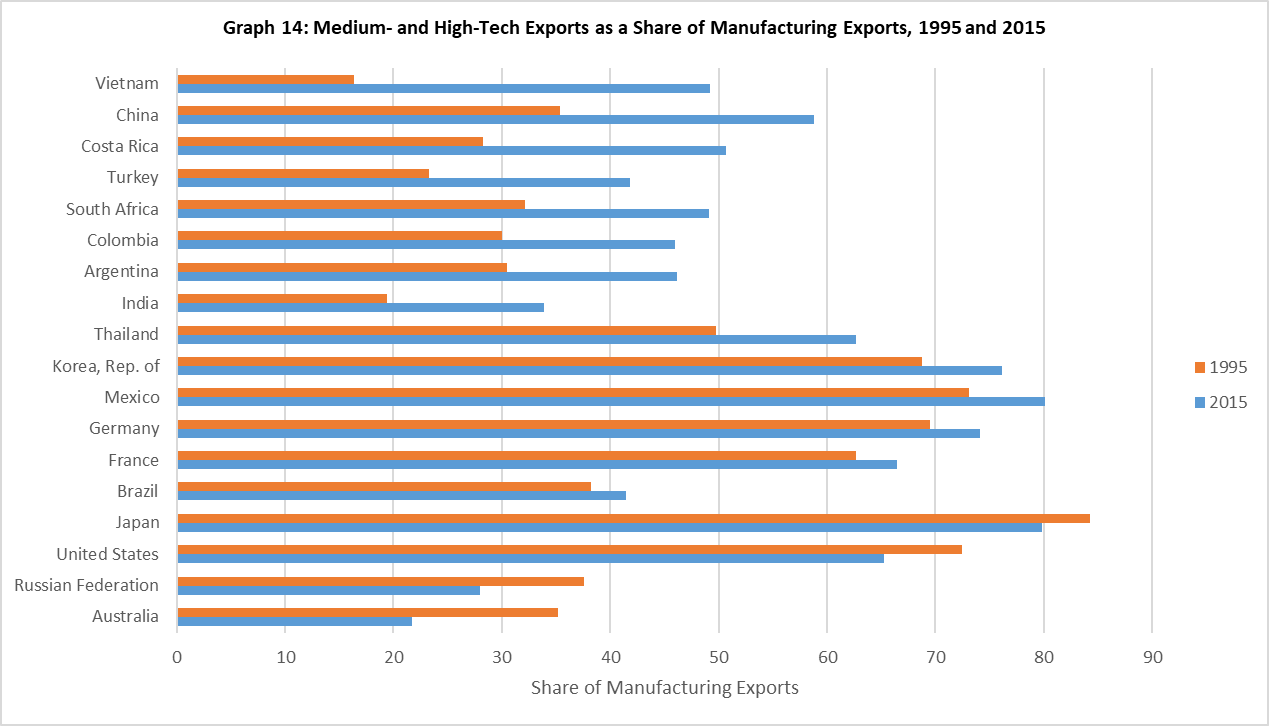 Graph 14: Medium- and High-Tech Exports as a Share of Manufacturing Exports, 1995 and 2015
Vietnam
China
Costa Rica
Turkey
South Africa
Colombia
Argentina
India
Thailand
Korea, Rep. of
Mexico
Germany
France
Brazil
Japan
United States
Russian Federation
Australia
1995
2015
0 10 20 30 40 50 60 70 80 90
Share of Manufacturing Exports